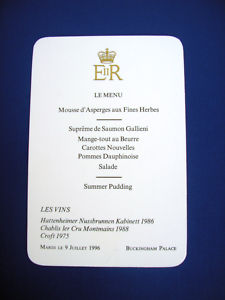 EIIR
LE MENU
Mousse d'Asperges aux Fines Herbes
Suprême de Saumon Gallieni
Mange-tout au Beurre
Carottes Nouvelles
Pommes Dauphinoise
Salade
Summer Pudding
LES VINS
Hattenheimer Nussbrunnen Kabinett 1986
Chablis 1er Cru Montmains 1988
Croft 1975
MARDI LE 9 JUILLET 1996 BUCKINGHAM PALACE